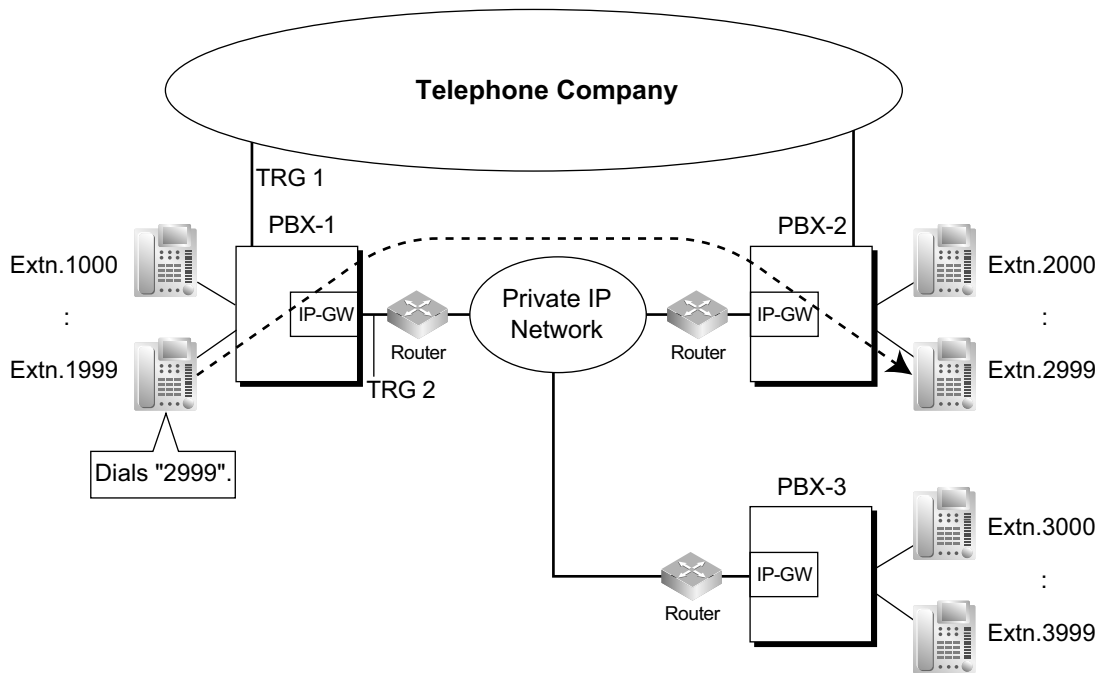 Telephone Company
TRG 1
PBX-1
PBX-2
Extn.1000
:
Extn.1999
IP-GW
Router
TRG 2
Private IP
Network
Router
IP-GW
Extn.2000
:
Extn.2999
Dials "2999".
PBX-3
Router
IP-GW
Extn.3000
:
Extn.3999